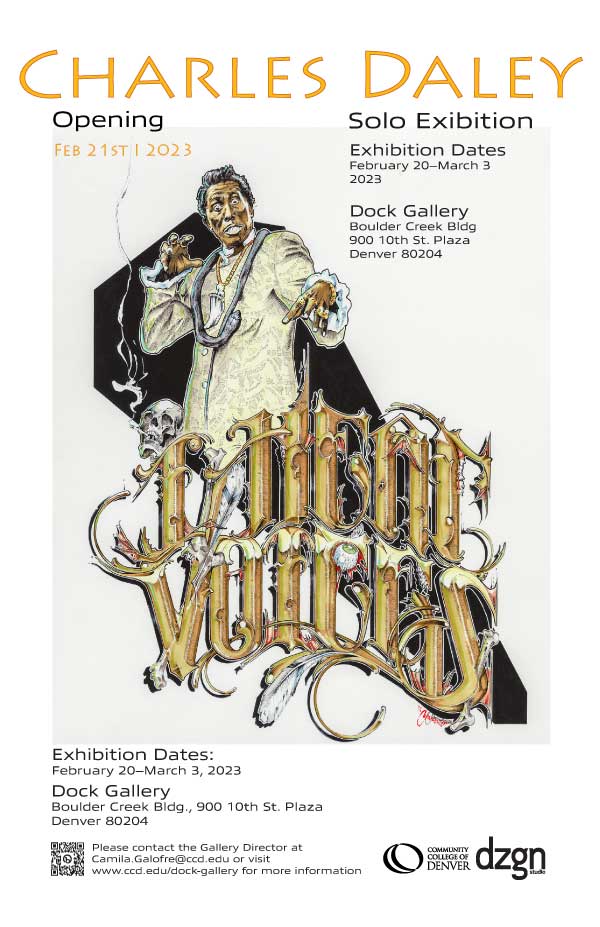 CHARLES DALEY
Opening
FEB 21ST | 2023
Solo Exibition
Exhibition Dates
February 20–March 3
2023
Dock Gallery
Boulder Creek Bldg
900 10th St. Plaza
Denver 80204
I HEAR
VOICES
Exhibition Dates:
February 20–March 3, 2023
Dock Gallery
Boulder Creek Bldg., 900 10th St. Plaza
Denver 80204
Please contact the Gallery Director at
Camila.Galofre@ccd.edu or visit
www.ccd.edu/dock-gallery for more information
COMMUNITY
COLLEGE OF
DENVER
dzgn
studio